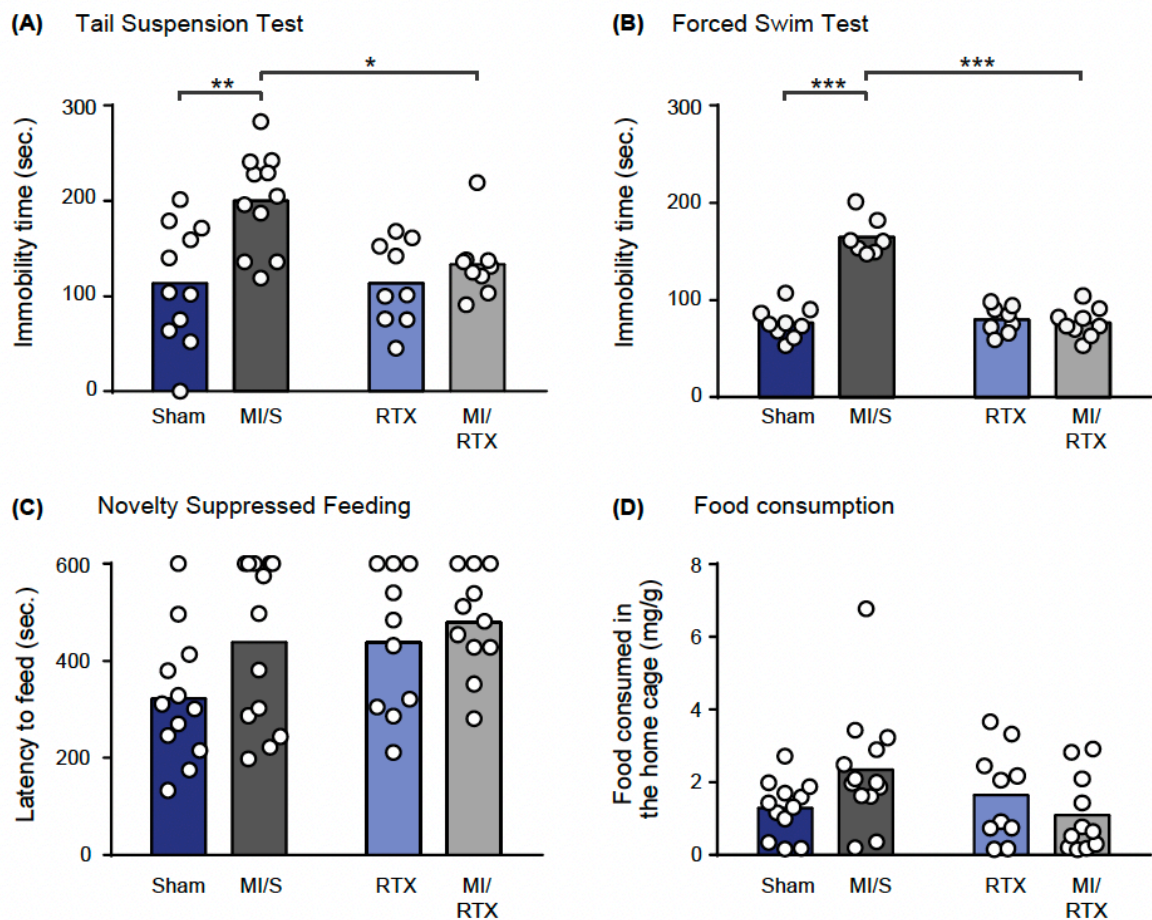 (A) Tail Suspension Test
**
*
Immobility time (sec.)
300
200
100
0
Sham MI/S RTX MI/
RTX
(B) Forced Swim Test
***
***
Immobility time (sec.)
300
200
100
0
Sham MI/S RTX MI/
RTX
(C) Novelty Suppressed Feeding
Latency to feed (sec.)
600
400
200
0
Sham MI/S RTX MI/
RTX
(D) Food consumption
Food consumed in
the home cage (mg/g)
8
6
4
2
0
Sham MI/S RTX MI/
RTX